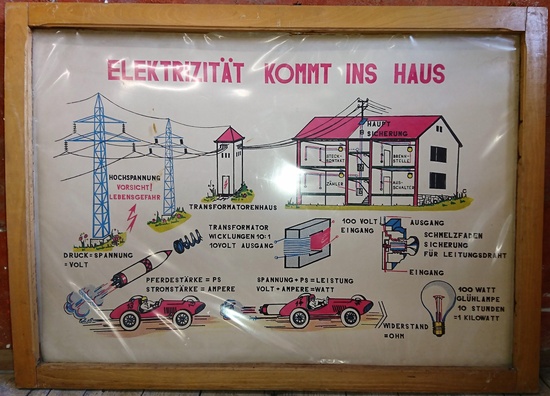 ELEKTRIZITÄT KOMMT INS HAUS
HAUPT
SICHERUNG
STECK-
KONTAKT
BRENN-
STELLE
ZÄHLER
AUS-
SCHALTER
HOCHSPANNUNG
VORSICHT!
LEBENSGEFAHR
TRANSFORMATORENHAUS
DRUCK=SPANNUNG
=VOLT
TRANSFORMATOR
WICKLUNGEN 10:1
10VOLT AUSGANG
100 VOLT
EINGANG
AUSGANG
SCHMELZFADEN
SICHERUNG
FÜR LEITUNGSDRAHT
EINGANG
PFERDESTÄRKE = PS
STROMSTÄRKE = AMPERE
SPANNUNG+PS=LEISTUNG
VOLT+AMPERE=WATT
WIDERSTAND
=OHM
100 WATT
GLÜHLAMPE
10 STUNDEN
=1 KILOWATT